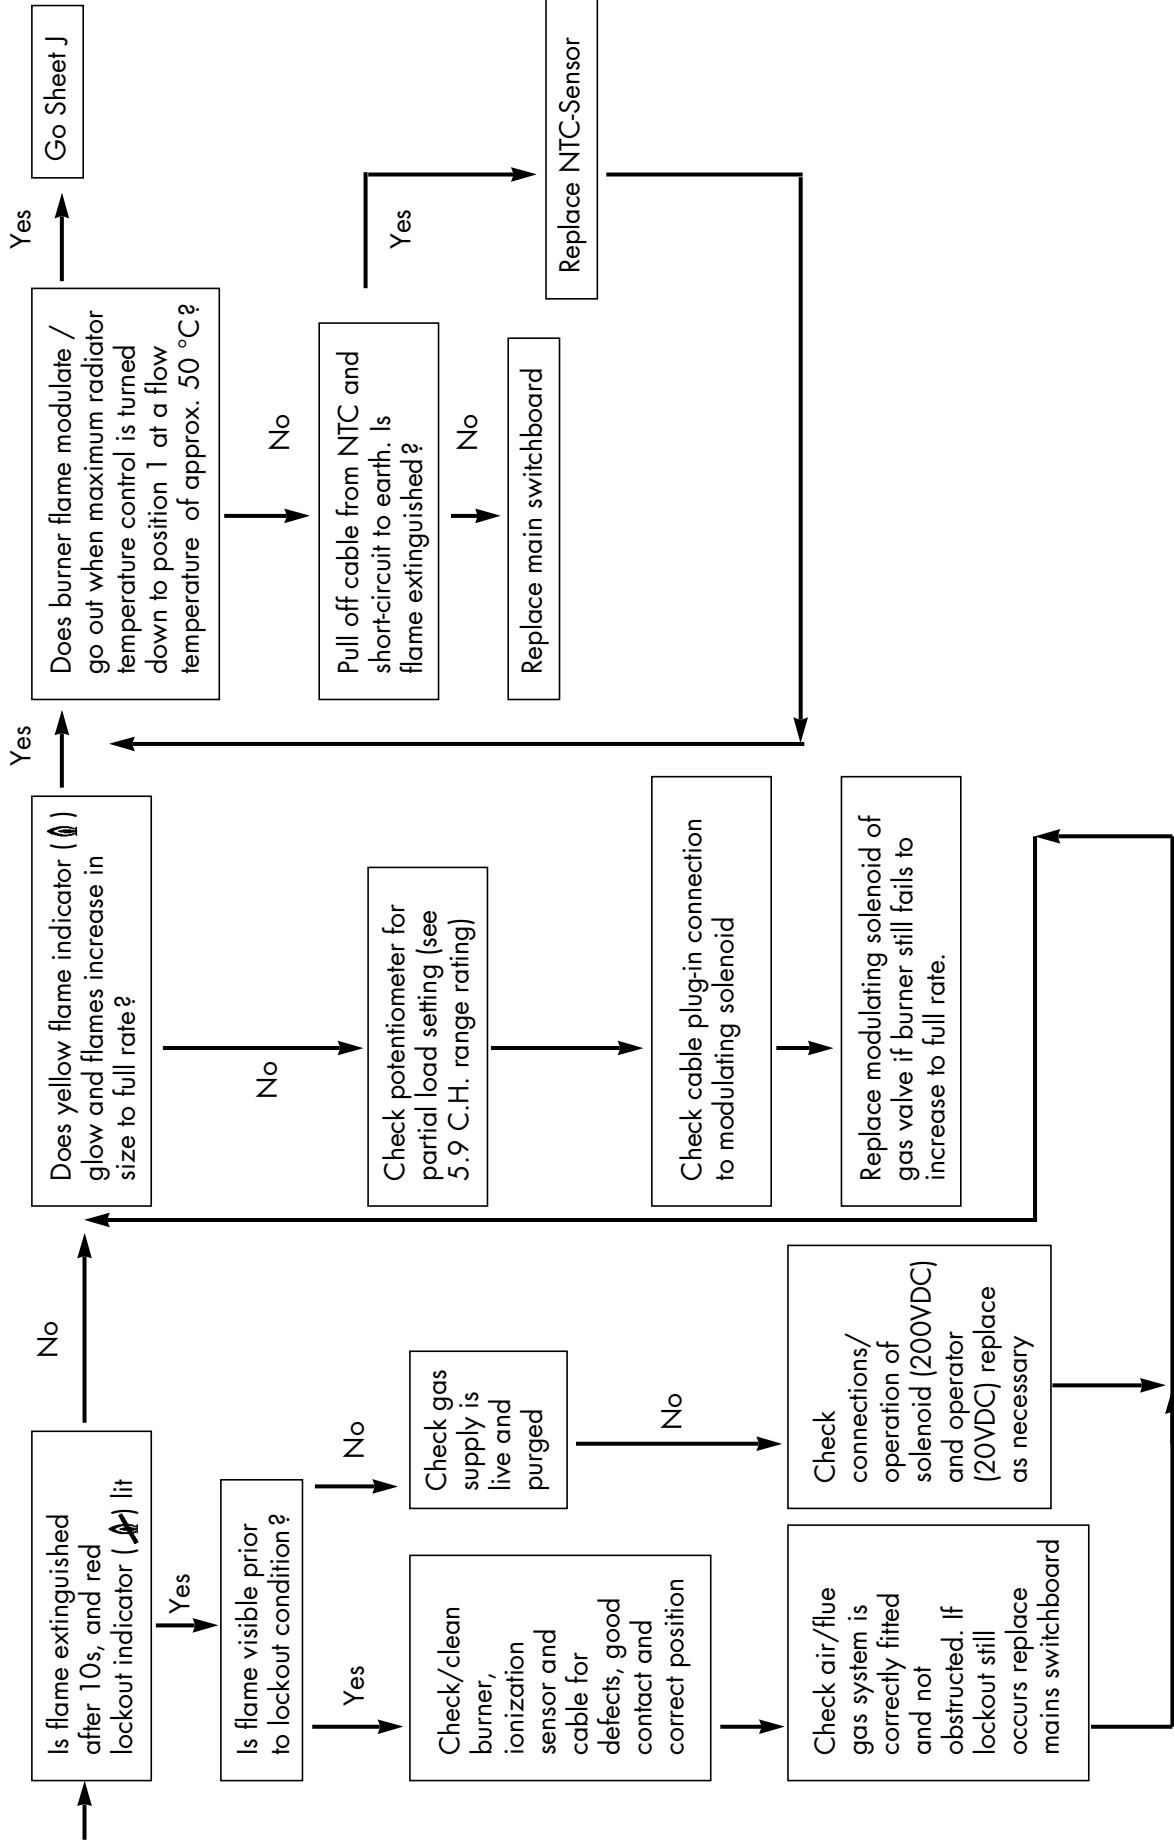 Is flame extinguished
after 10s, and red
lockout indicator ( ) lit
No
Yes
Is flame visible prior
to lockout condition?
Yes
No
Check/clean
burner,
ionization
sensor and
cable for
defects, good
contact and
correct position
Check air/flue
gas system is
correctly fitted
and not
obstructed. If
lockout still
occurs replace
mains switchboard
Check gas
supply is
live and
purged
No
Check
connections/
operation of
solenoid (200VDC)
and operator
(20VDC) replace
as necessary
Does yellow flame indicator ( )
glow and flames increase in
size to full rate?
Yes
No
Check potentiometer for
partial load setting (see
5.9 C.H. range rating)
Check cable plug-in connection
to modulating solenoid
Replace modulating solenoid of
gas valve if burner still fails to
increase to full rate.
Does burner flame modulate /
go out when maximum radiator
temperature control is turned
down to position 1 at a flow
temperature of approx. 50 °C?
Yes
Go Sheet J
No
Pull off cable from NTC and
short-circuit to earth. Is
flame extinguished?
Yes
No
Replace main switchboard
Replace NTC-Sensor